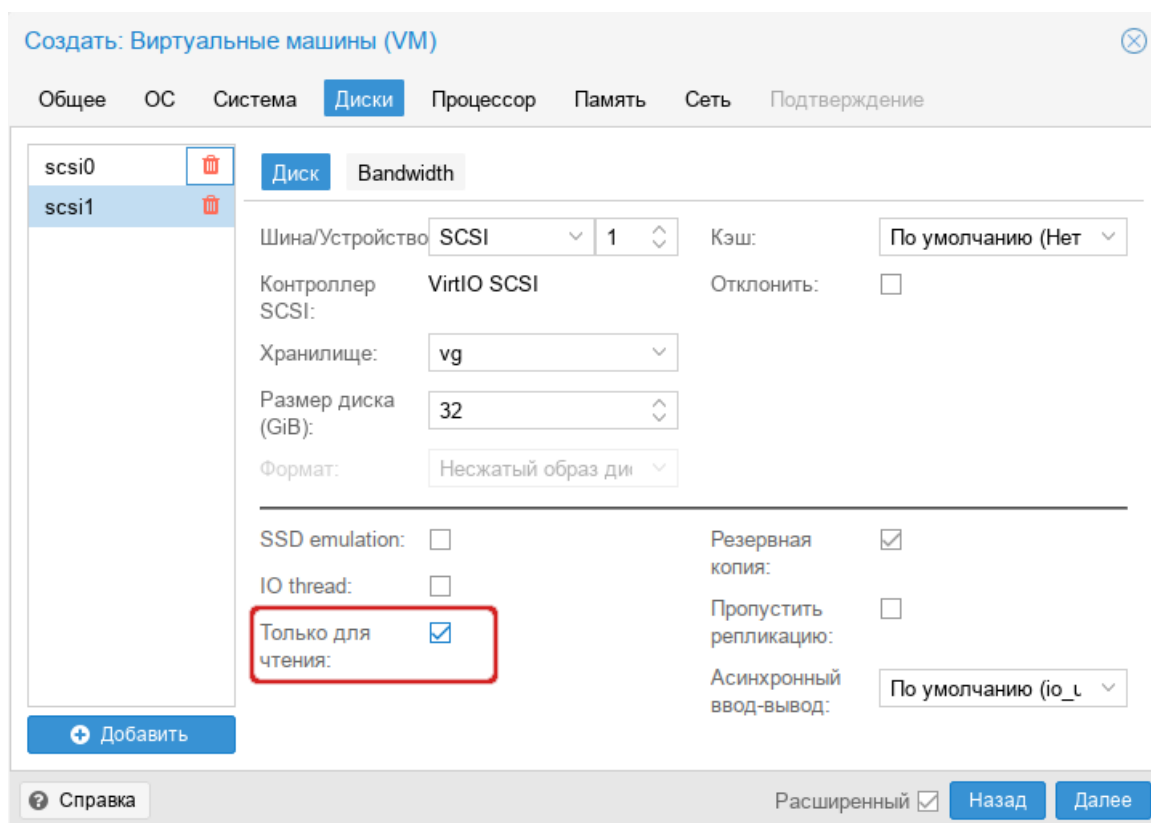 Создать: Виртуальные машины (VM)
Общее ОС Система Диски Процессор Память Сеть Подтверждение
scsi0
scsi1
Добавить
Диск Bandwidth
Шина/Устройство SCSI 1
Контроллер
SCSI:
VirtIO SCSI
Хранилище: vg
Размер диска
(GiB):
32
Формат: Несжатый образ ди
Кэш: По умолчанию (Нет
Отклонить:
SSD emulation:
IO thread:
Только для
чтения:
Резервная
копия:
Пропустить
репликацию:
Асинхронный
ввод-вывод:
По умолчанию (io_u
Справка
Расширенный Назад Далее